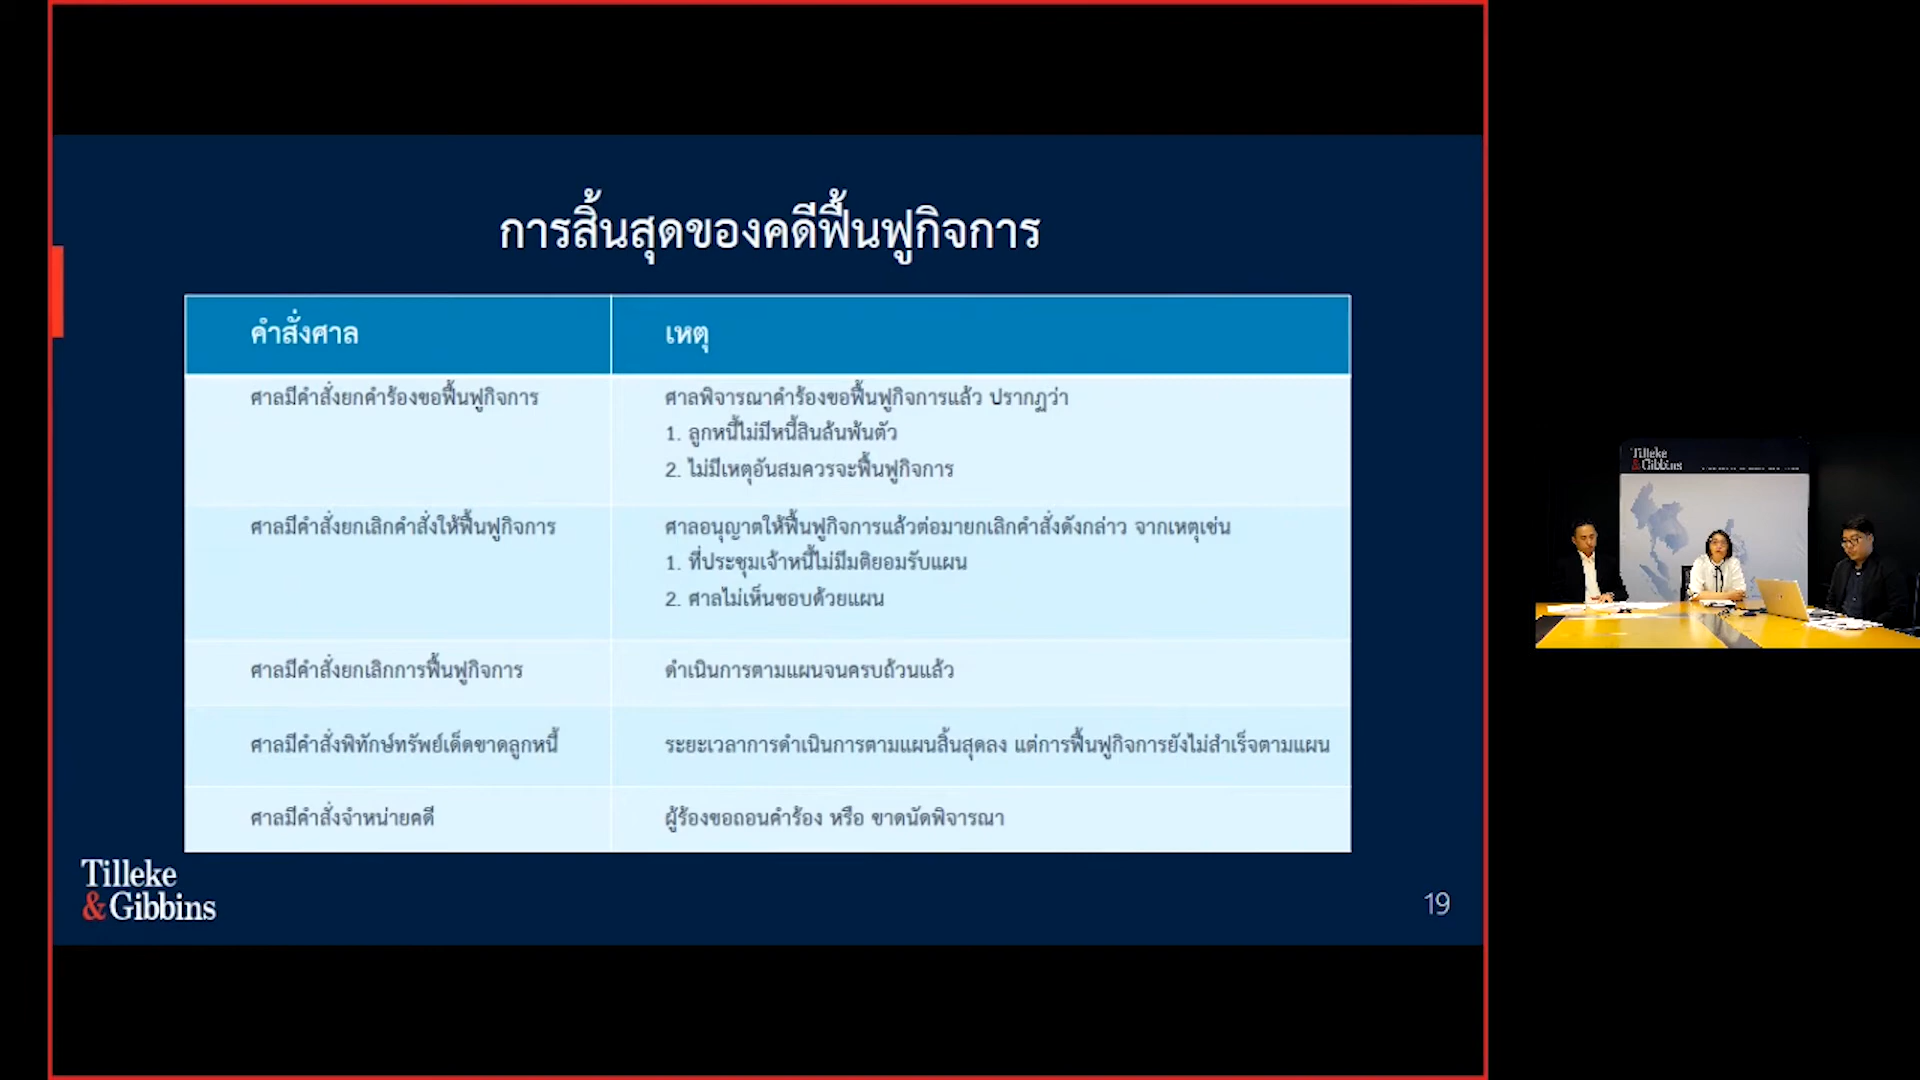 การสิ้นสุดของคดีฟื้นฟูกิจการ
คำสั่งศาล
เหตุ
ศาลมีคำสั่งยกคำร้องขอฟื้นฟูกิจการ
ศาลพิจารณาคำร้องขอฟื้นฟูกิจการแล้ว ปรากฏว่า
1. ลูกหนี้ไม่มีหนี้สินล้นพ้นตัว
2. ไม่มีเหตุอันสมควรจะฟื้นฟูกิจการ
ศาลมีคำสั่งยกเลิกคำสั่งให้ฟื้นฟูกิจการ
ศาลอนุญาตให้ฟื้นฟูกิจการแล้วต่อมายกเลิกคำสั่งดังกล่าว จากเหตุเช่น
1. ที่ประชุมเจ้าหนี้ไม่มีมติยอมรับแผน
2. ศาลไม่เห็นชอบด้วยแผน
ศาลมีคำสั่งยกเลิกการฟื้นฟูกิจการ
ดำเนินการตามแผนจนครบถ้วนแล้ว
ศาลมีคำสั่งพิทักษ์ทรัพย์เด็ดขาดลูกหนี้
ระยะเวลาการดำเนินการตามแผนสิ้นสุดลง แต่การฟื้นฟูกิจการยังไม่สำเร็จตามแผน
ศาลมีคำสั่งจำหน่ายคดี
ผู้ร้องขอถอนคำร้อง หรือ ขาดนัดพิจารณา
Tilleke
&Gibbins
19
Tilleke
&Gibbins